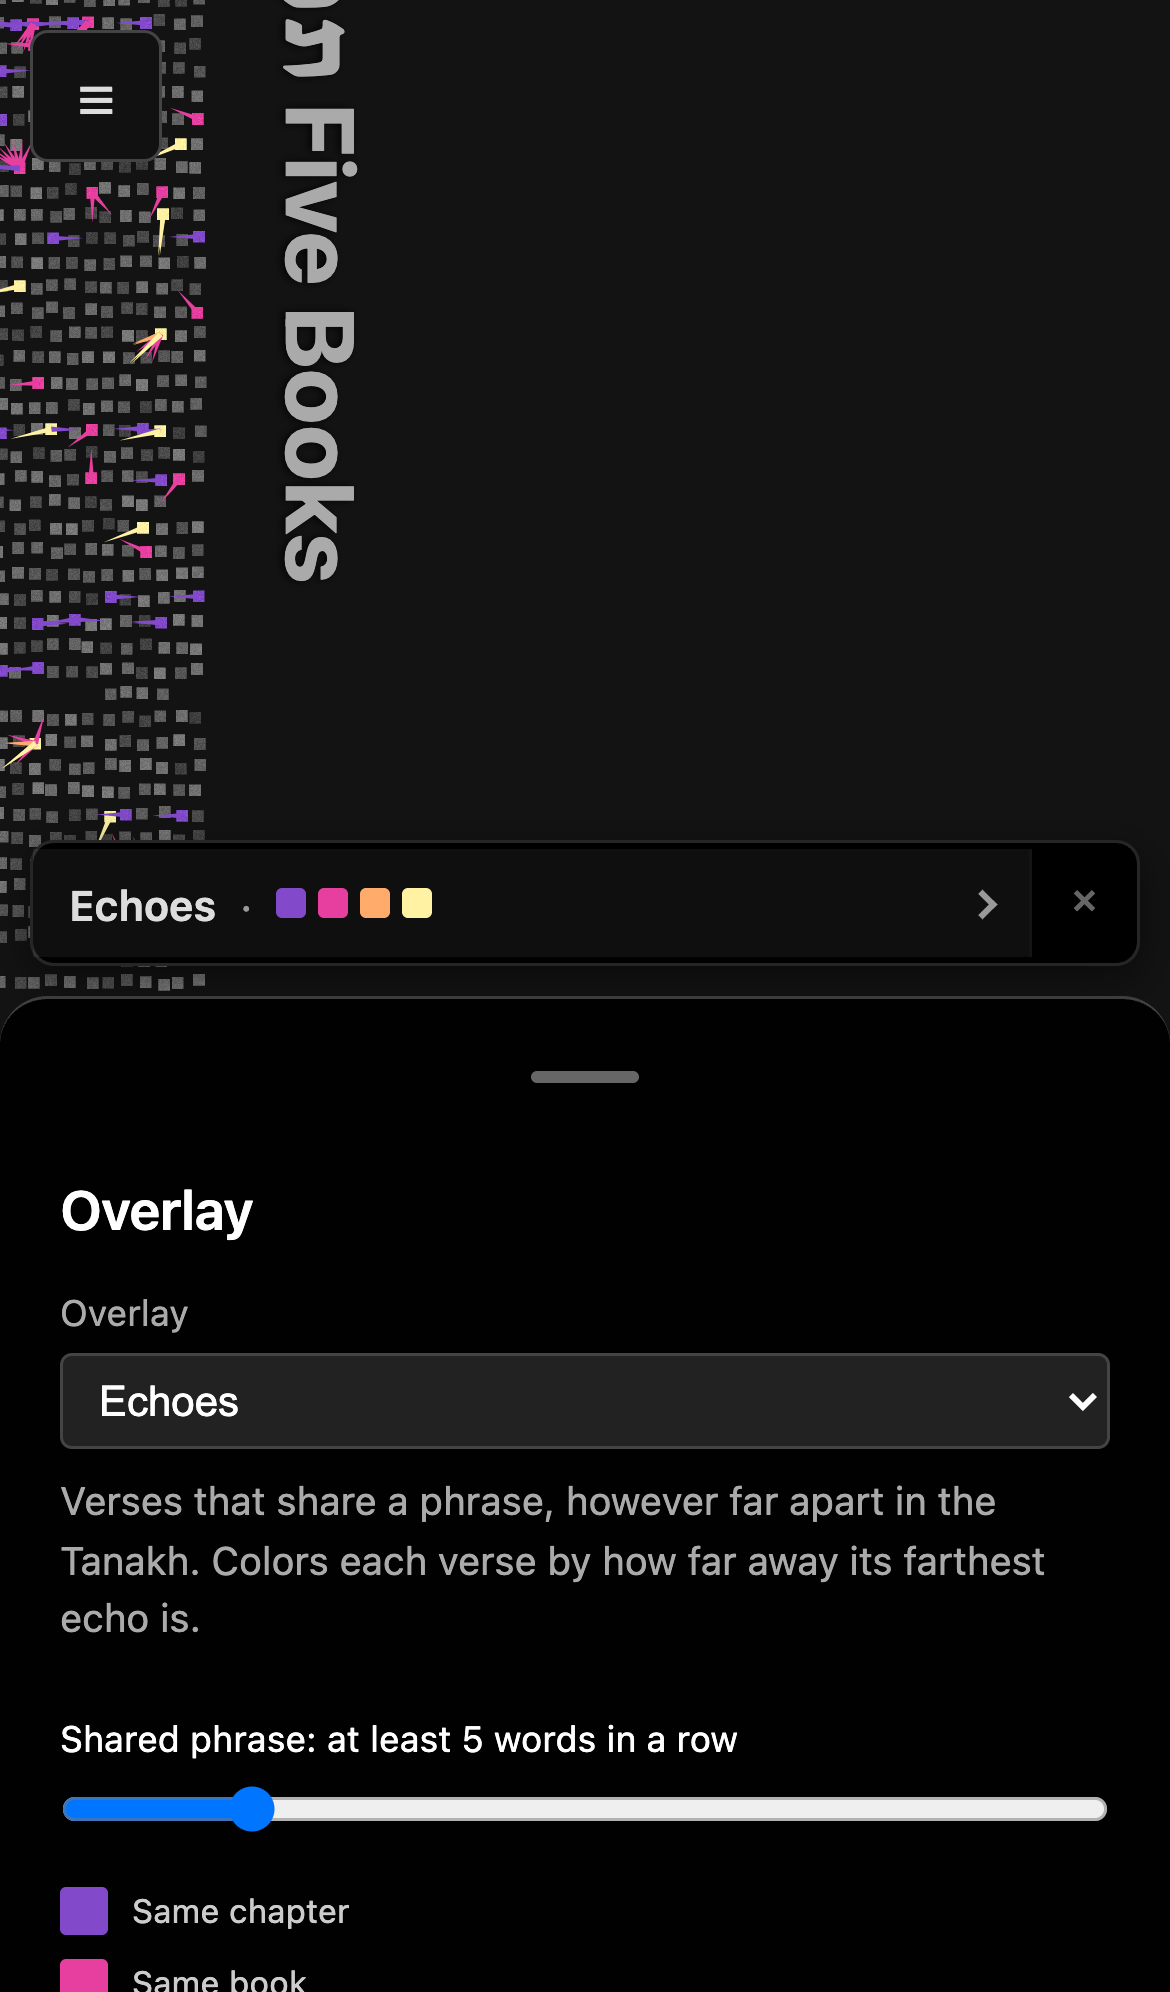 Five Books
Echoes ·
Overlay
Overlay
Echoes
Verses that share a phrase, however far apart in the
Tanakh. Colors each verse by how far away its farthest
echo is.
Shared phrase: at least 5 words in a row
Same chapter
Same book